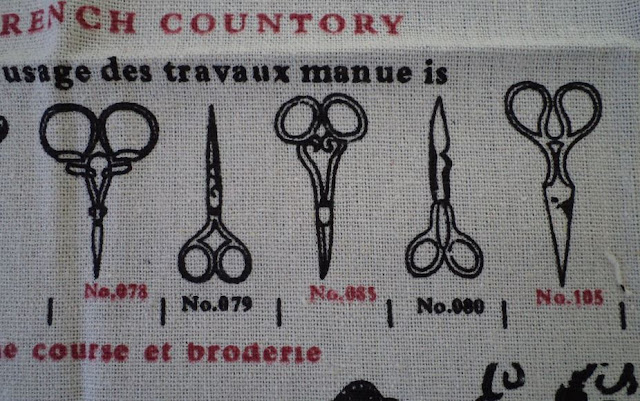 FRENCH COUNTORY
usage des travaux manue is
No.078 No.079 No.085 No.080 No.105
course et broderie